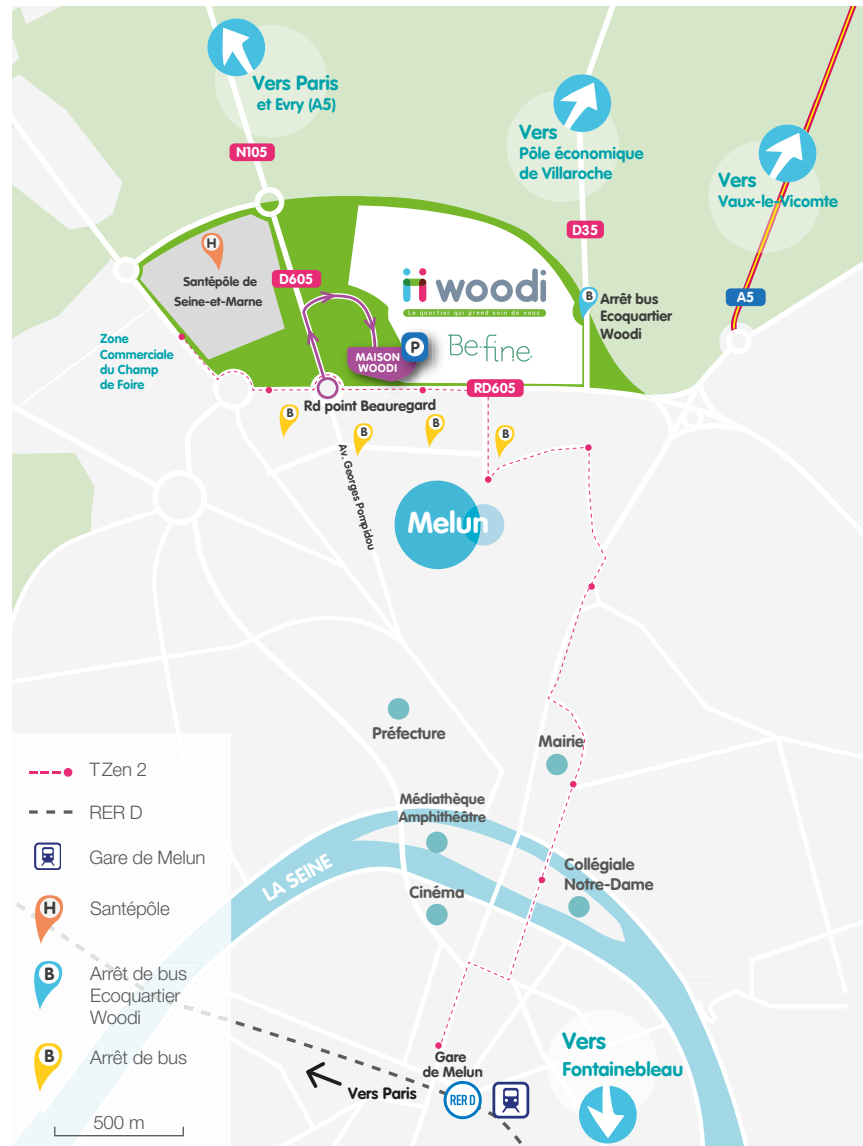 Vers Paris
et Evry (A5)
Vers
Pôle économique
de Villaroche
Vers
Vaux-le-Vicomte
N105
D35
H
Santépôle de
Seine-et-Marne
D605
woodi
Le quartier qui prend soin de vous
B
Arrêt bus
Ecoquartier
Woodi
A5
Zone
Commerciale
du Champ
de Foire
MAISON
WOODI
P
Befine
RD605
Rd point Beauregard
B
B
B
B
Av. Georges Pompidou
Melun
Préfecture
Mairie
Médiathèque
Amphithéâtre
LA SEINE
Cinéma
Collégiale
Notre-Dame
Gare
de Melun
RER D
Vers Paris
Vers
Fontainebleau
TZen 2
RER D
Gare de Melun
H
Santépôle
B
Arrêt de bus
Ecoquartier
Woodi
B
Arrêt de bus
500 m